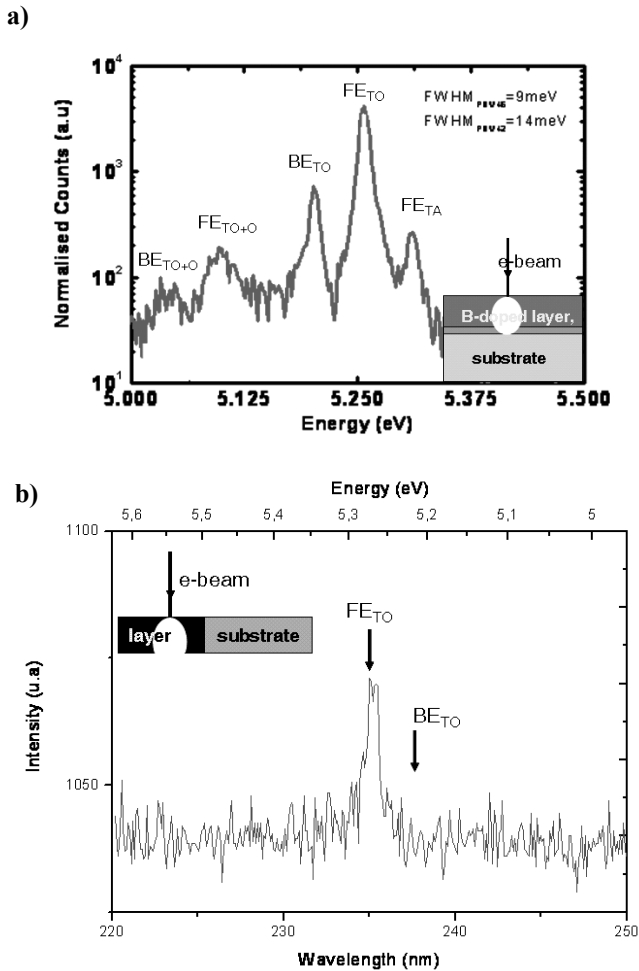 a)
10⁴
10³
10²
10¹
Normalised Counts (a.u)
FE_TO
FWHM =9meV
FWHM =14meV
BE_TO
FE_TA
FE_TO+O
BE_TO+O
e-beam
B-doped layer,
substrate
5.000 5.125 5.250 5.375 5.500
Energy (eV)
b)
Energy (eV)
5,6 5,5 5,4 5,3 5,2 5,1 5
1100
1050
Intensity (u.a)
e-beam
layer substrate
FE_TO
BE_TO
220 230 240 250
Wavelength (nm)